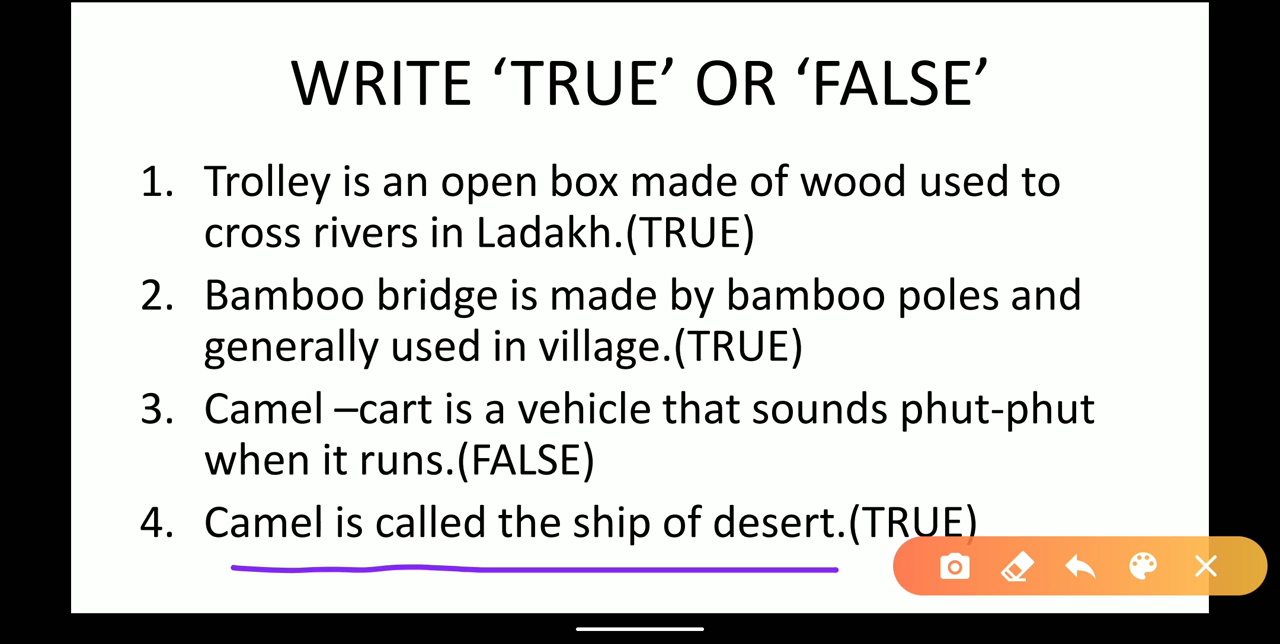 WRITE ‘TRUE’ OR ‘FALSE’
1. Trolley is an open box made of wood used to
cross rivers in Ladakh.(TRUE)
2. Bamboo bridge is made by bamboo poles and
generally used in village.(TRUE)
3. Camel –cart is a vehicle that sounds phut-phut
when it runs.(FALSE)
4. Camel is called the ship of desert.(TRUE)